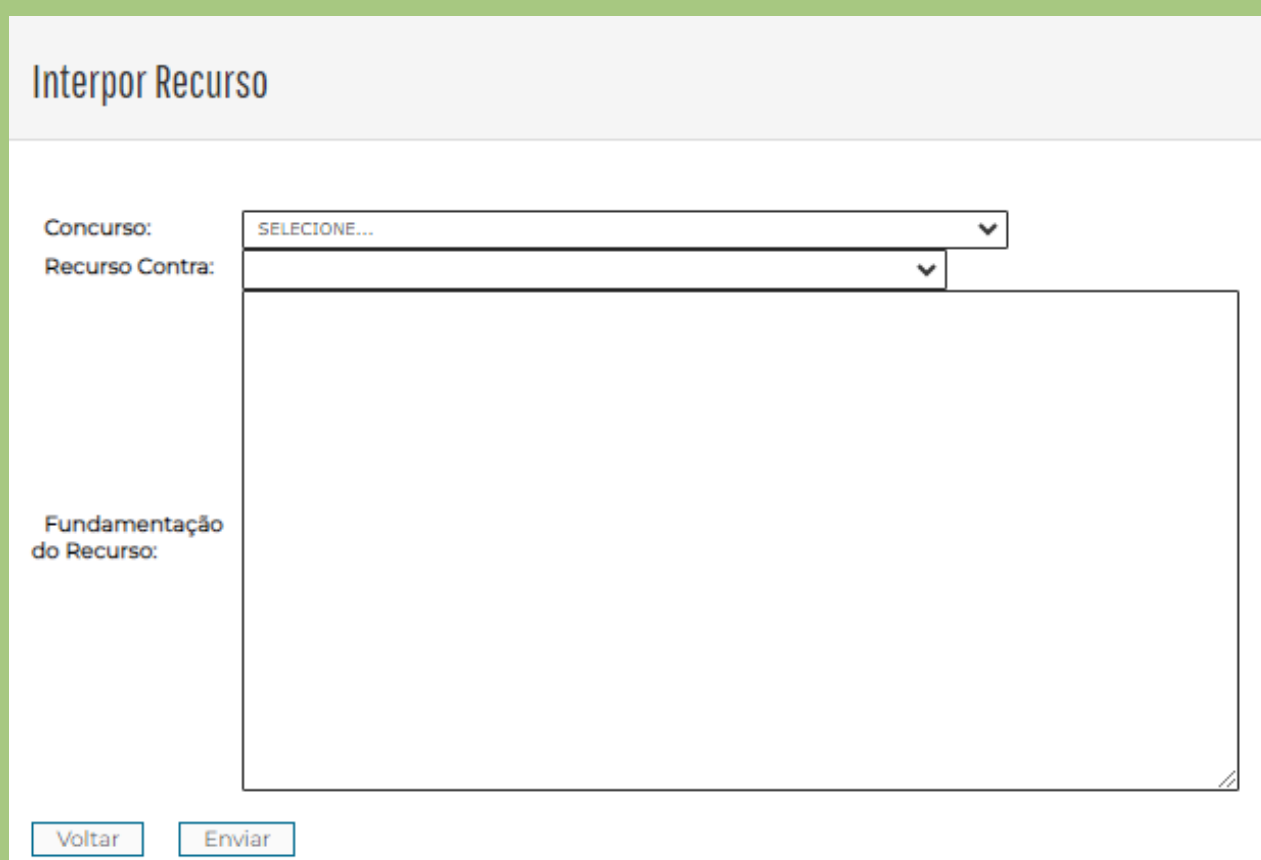 Interpor Recurso
Concurso: SELECIONE...
Recurso Contra:
Fundamentação
do Recurso:
Voltar Enviar